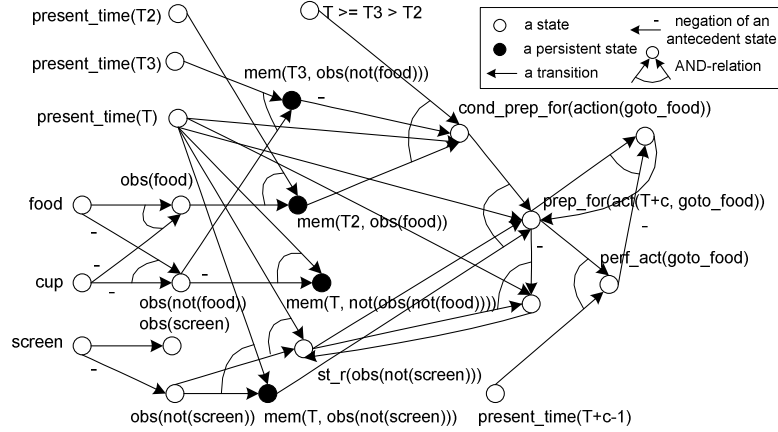 present_time(T2)
T >= T3 > T2
present_time(T3)
mem(T3, obs(not(food)))
-
present_time(T)
cond_prep_for(action(goto_food))
a state
a persistent state
a transition
-
negation of an
antecedent state
AND-relation
obs(food)
food
-
mem(T2, obs(food))
prep_for(act(T+c, goto_food))
-
-
perf_act(goto_food)
-
-
cup
-
obs(not(food))
mem(T, not(obs(not(food))))
obs(screen)
screen
-
st_r(obs(not(screen)))
obs(not(screen))
mem(T, obs(not(screen)))
present_time(T+c-1)